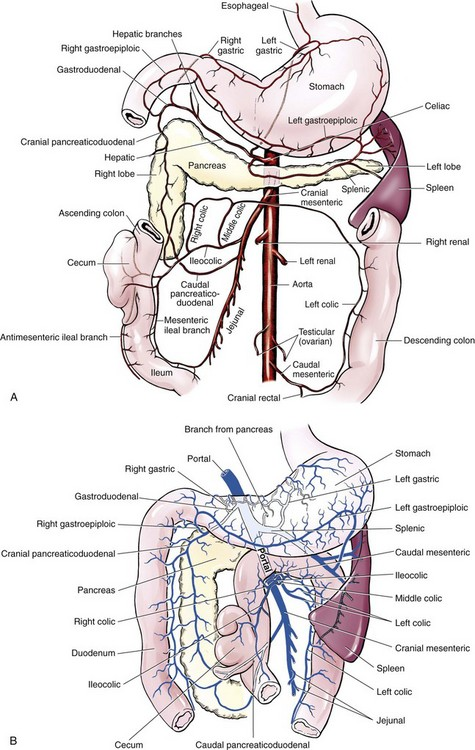 Esophageal
Hepatic branches
Right gastroepiploic
Right
gastric
Left
gastric
Gastroduodenal
Stomach
Left gastroepiploic
Celiac
Cranial pancreaticoduodenal
Hepatic
Right lobe
Pancreas
Left lobe
Splenic
Spleen
Cranial
mesenteric
Ascending colon
Right colic
Middle colic
Right renal
Cecum
Ileocolic
Left renal
Caudal
pancreatico-
duodenal
Aorta
Left colic
Mesenteric
ileal branch
Jejunal
Testicular
(ovarian)
Antimesenteric ileal branch
Descending colon
Ileum
Caudal
mesenteric
Cranial rectal
A
Branch from pancreas
Portal
Stomach
Right gastric
Left gastric
Gastroduodenal
Left gastroepiploic
Right gastroepiploic
Splenic
Cranial pancreaticoduodenal
Portal
Caudal mesenteric
Ileocolic
Pancreas
Middle colic
Right colic
Left colic
Duodenum
Cranial mesenteric
Spleen
Ileocolic
Left colic
Jejunal
B
Cecum
Caudal pancreaticoduodenal